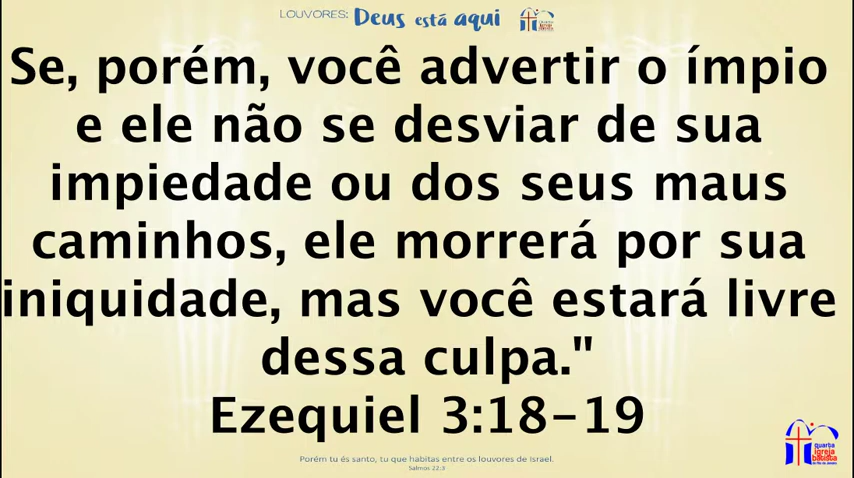 LOUVORES: Deus está aqui
Se, porém, você advertir o ímpio
e ele não se desviar de sua
impiedade ou dos seus maus
caminhos, ele morrerá por sua
iniquidade, mas você estará livre
dessa culpa."
Ezequiel 3:18-19
quarta
Igreja
batista
Porém tu és santo, tu que habitas entre os louvores de Israel.
Salmos 22:3